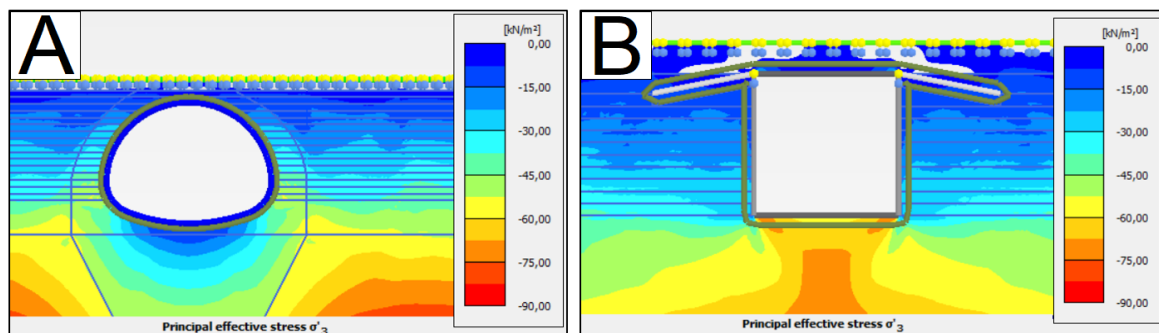 A
[kN/m²]
0,00
-15,00
-30,00
-45,00
-60,00
-75,00
-90,00
Principal effective stress σ'₃
B
[kN/m²]
0,00
-15,00
-30,00
-45,00
-60,00
-75,00
-90,00
Principal effective stress σ'₃